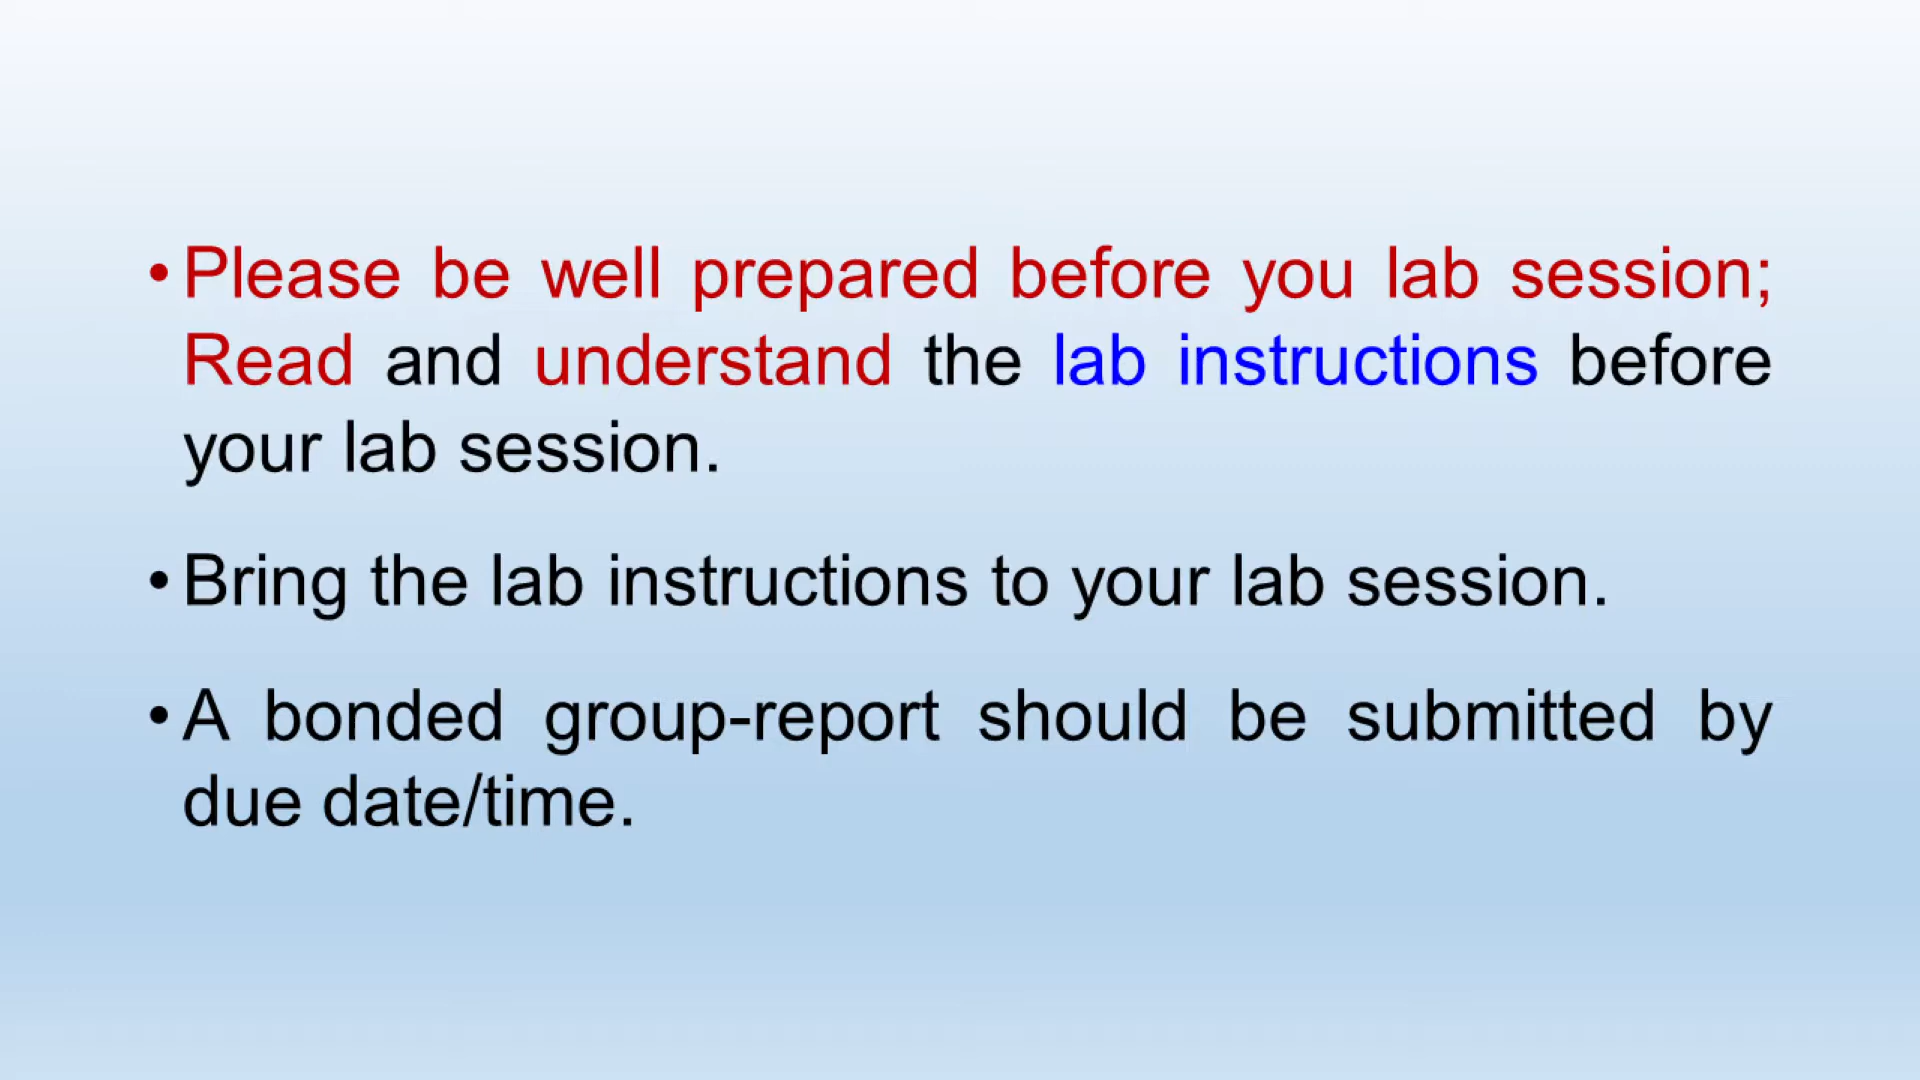 • Please be well prepared before you lab session;
Read and understand the lab instructions before
your lab session.
• Bring the lab instructions to your lab session.
• A bonded group-report should be submitted by
due date/time.